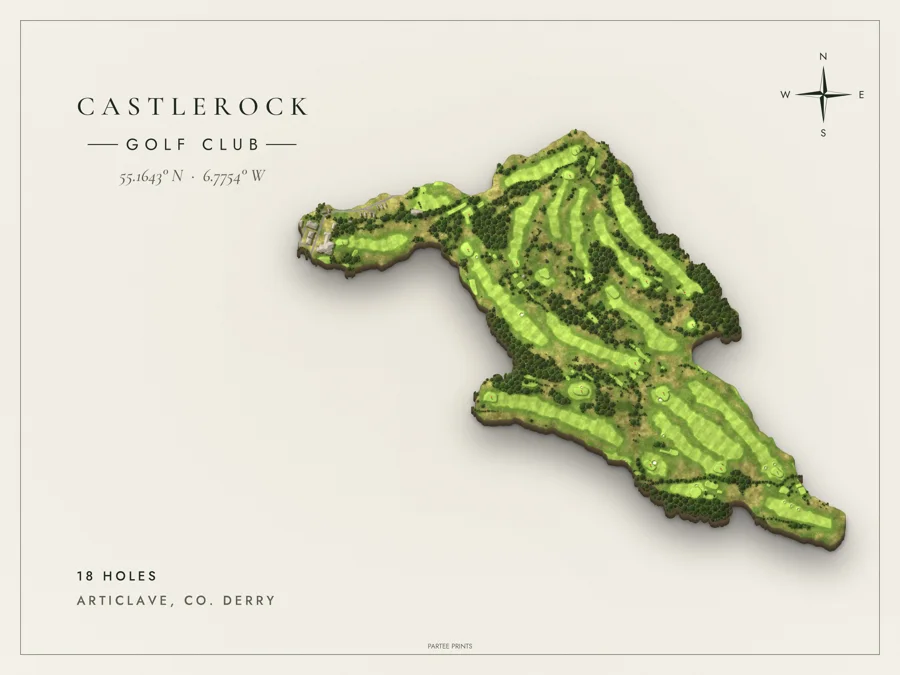 CASTLEROCK
GOLF CLUB
55.1643° N · 6.7754° W
N
W E
S
18 HOLES
ARTICLAVE, CO. DERRY
PARTEE PRINTS